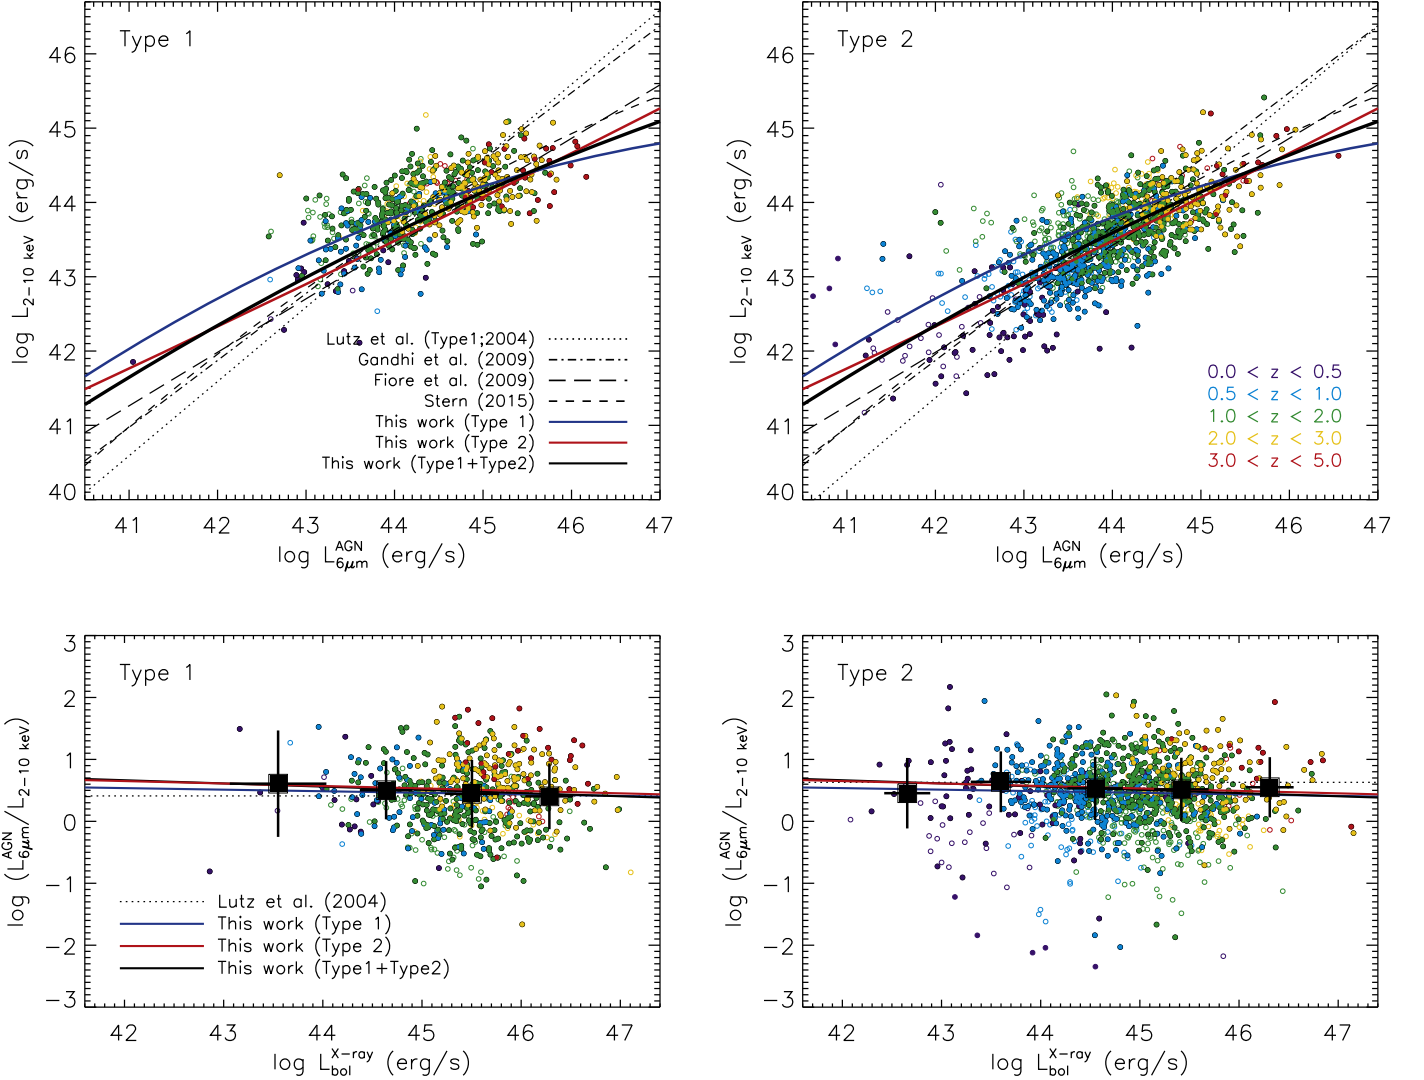 Type 1
46
45
44
43
42
41
40
log L2−10 keV (erg/s)
Lutz et al. (Type1;2004)
Gandhi et al. (2009)
Fiore et al. (2009)
Stern (2015)
This work (Type 1)
This work (Type 2)
This work (Type1+Type2)
41 42 43 44 45 46 47
log L6μm AGN (erg/s)
Type 2
46
45
44
43
42
41
40
log L2−10 keV (erg/s)
0.0 < z < 0.5
0.5 < z < 1.0
1.0 < z < 2.0
2.0 < z < 3.0
3.0 < z < 5.0
41 42 43 44 45 46 47
log L6μm AGN (erg/s)
Type 1
3
2
1
0
−1
−2
−3
log (L6μm AGN/L2−10 keV)
Lutz et al. (2004)
This work (Type 1)
This work (Type 2)
This work (Type1+Type2)
42 43 44 45 46 47
log Lbol X−ray (erg/s)
Type 2
3
2
1
0
−1
−2
−3
log (L6μm AGN/L2−10 keV)
42 43 44 45 46 47
log Lbol X−ray (erg/s)